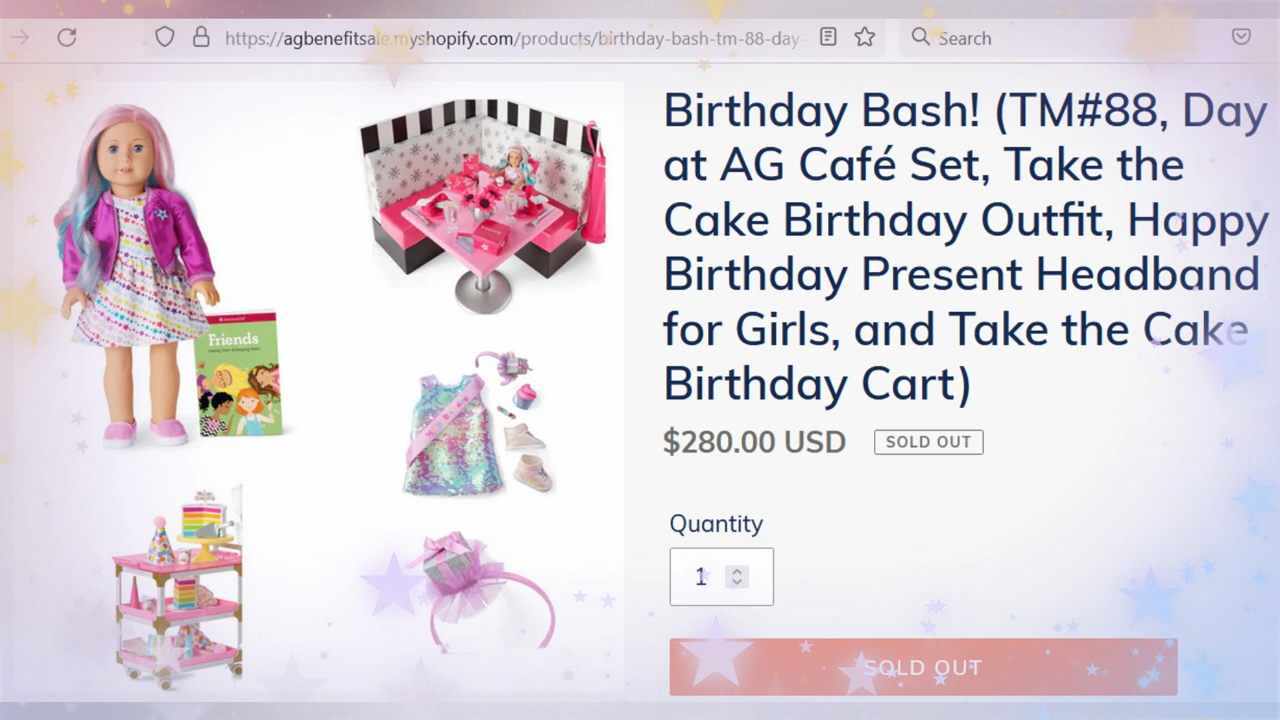 https://agbenefitsale.myshopify.com/products/birthday-bash-tm-88-day-
Search
Birthday Bash! (TM#88, Day
at AG Café Set, Take the
Cake Birthday Outfit, Happy
Birthday Present Headband
for Girls, and Take the Cake
Birthday Cart)
$280.00 USD
SOLD OUT
Friends
Quantity
1
SOLD OUT